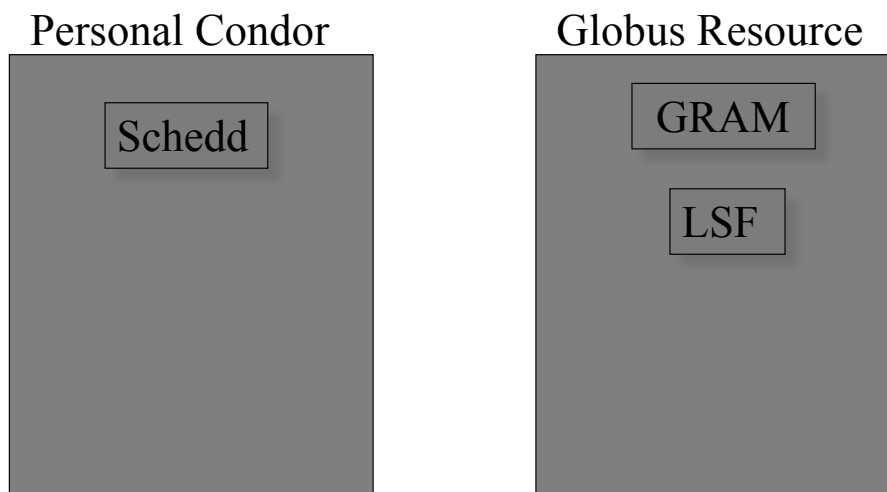 Personal Condor
Globus Resource
Schedd
GRAM
LSF